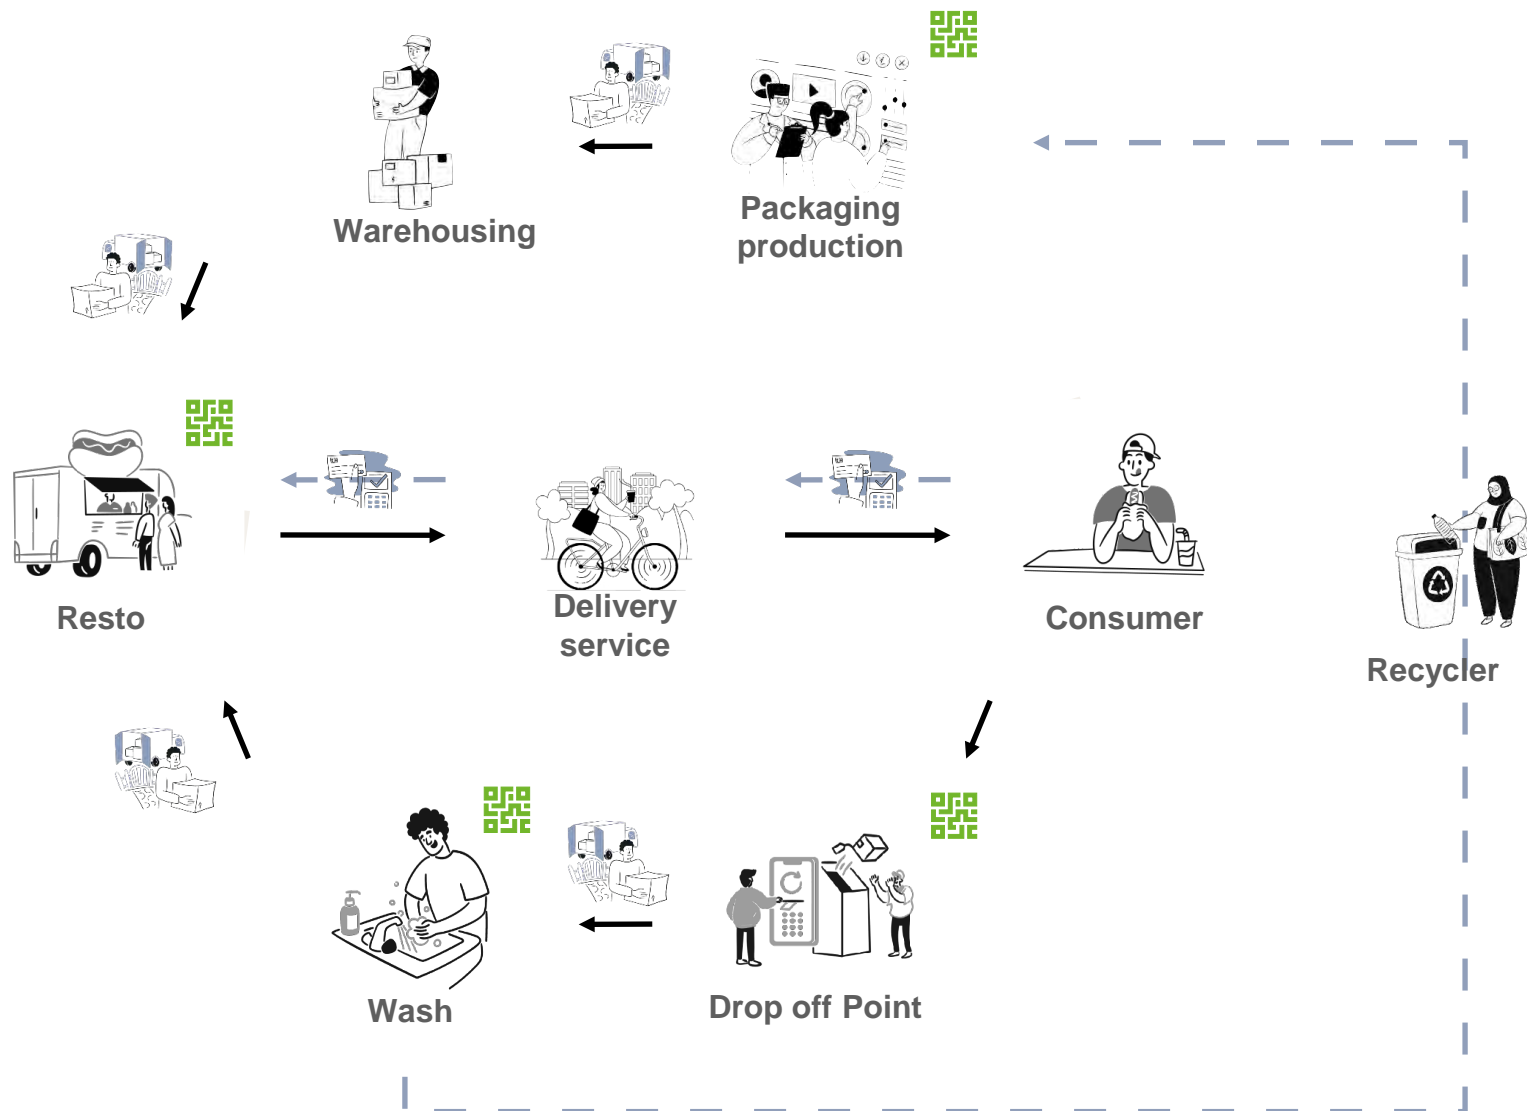 Warehousing
Packaging
production
Resto
Delivery
service
Consumer
Recycler
Wash
Drop off Point